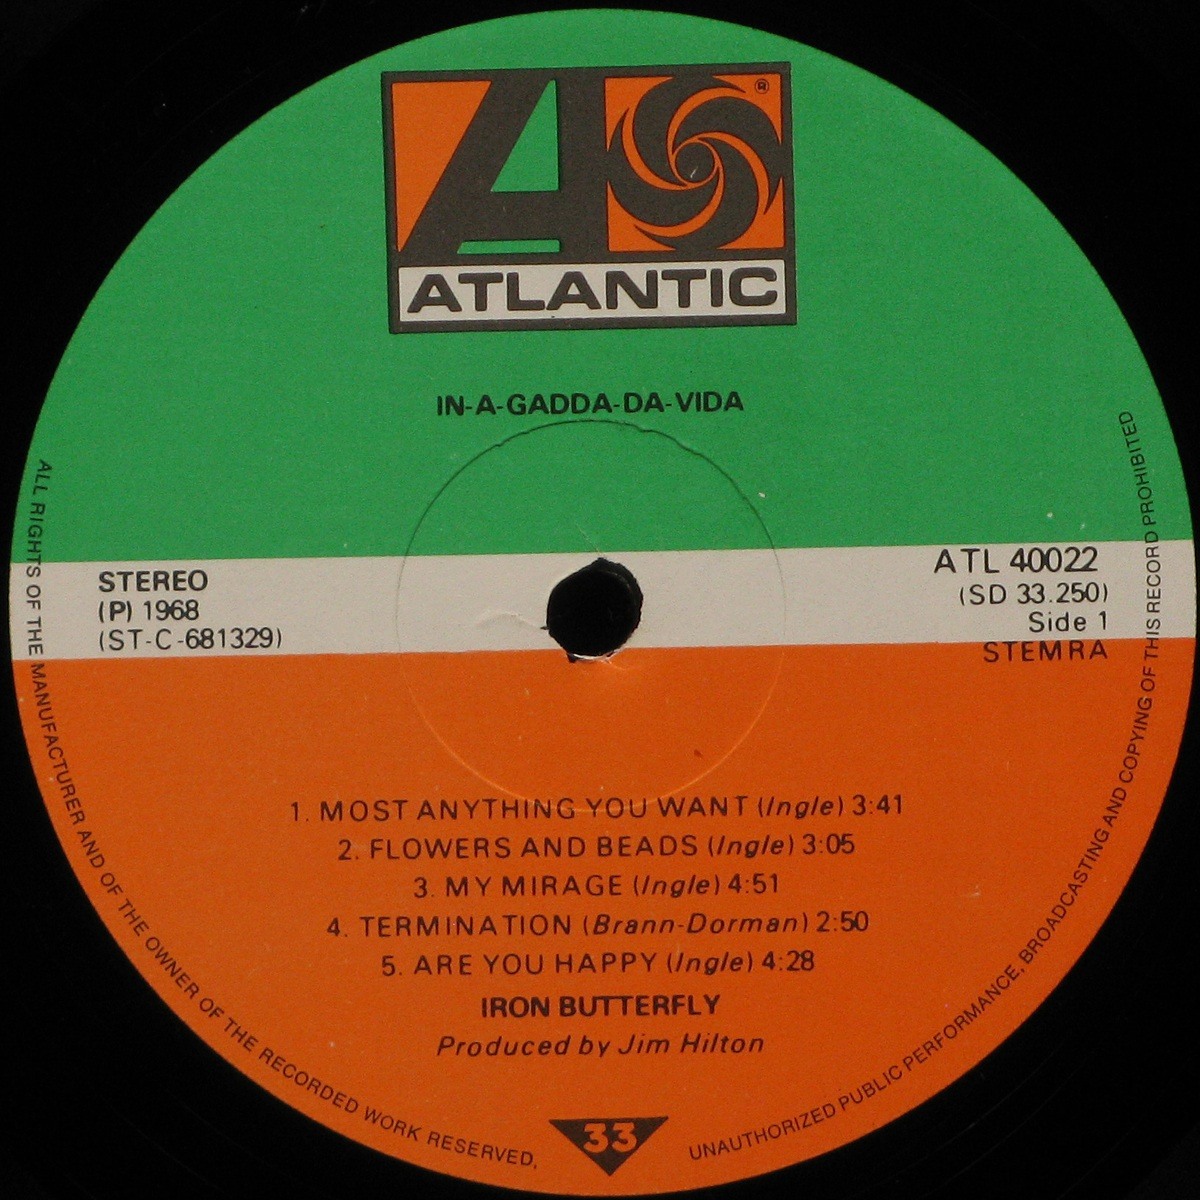 ®
ATLANTIC
IN-A-GADDA-DA-VIDA
STEREO
(P) 1968
(ST-C-681329)
ATL 40022
(SD 33.250)
Side 1
STEMRA
1. MOST ANYTHING YOU WANT (Ingle) 3:41
2. FLOWERS AND BEADS (Ingle) 3:05
3. MY MIRAGE (Ingle) 4:51
4. TERMINATION (Brann-Dorman) 2:50
5. ARE YOU HAPPY (Ingle) 4:28
IRON BUTTERFLY
Produced by Jim Hilton
33
ALL RIGHTS OF THE MANUFACTURER AND OF THE OWNER OF THE RECORDED WORK RESERVED,
UNAUTHORIZED PUBLIC PERFORMANCE, BROADCASTING AND COPYING OF THIS RECORD PROHIBITED